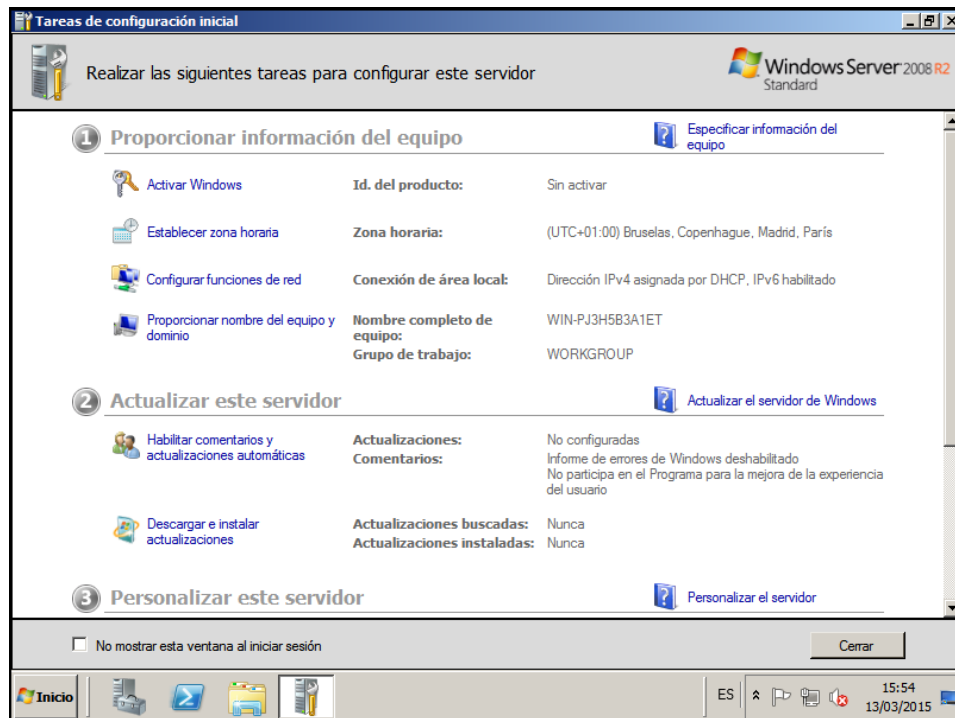 Tareas de configuración inicial
Realizar las siguientes tareas para configurar este servidor
Windows Server 2008 R2
Standard
1 Proporcionar información del equipo
Especificar información del
equipo
Activar Windows Id. del producto: Sin activar
Establecer zona horaria Zona horaria: (UTC+01:00) Bruselas, Copenhague, Madrid, París
Configurar funciones de red Conexión de área local: Dirección IPv4 asignada por DHCP, IPv6 habilitado
Proporcionar nombre del equipo y
dominio
Nombre completo de
equipo:
WIN-PJ3H5B3A1ET
Grupo de trabajo: WORKGROUP
2 Actualizar este servidor Actualizar el servidor de Windows
Habilitar comentarios y
actualizaciones automáticas
Actualizaciones: No configuradas
Comentarios: Informe de errores de Windows deshabilitado
No participa en el Programa para la mejora de la experiencia
del usuario
Descargar e instalar
actualizaciones
Actualizaciones buscadas: Nunca
Actualizaciones instaladas: Nunca
3 Personalizar este servidor Personalizar el servidor
No mostrar esta ventana al iniciar sesión Cerrar
Inicio ES 15:54
13/03/2015